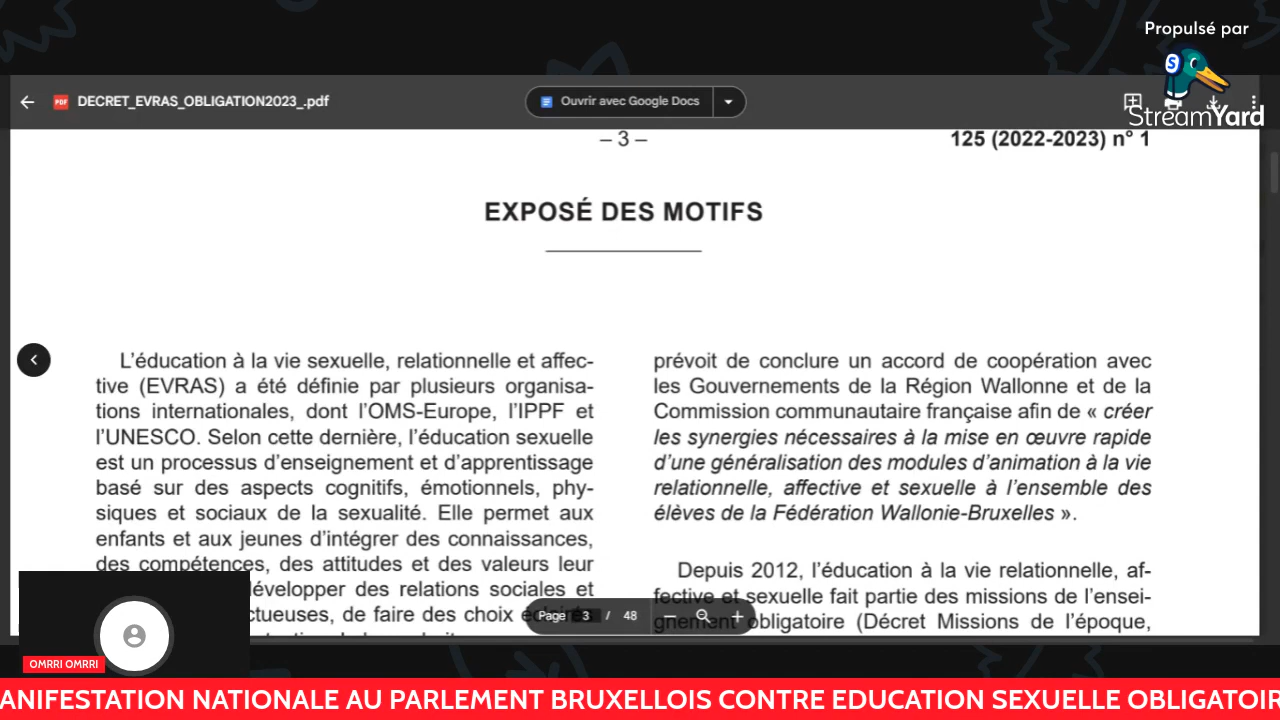 Propulsé par
StreamYard
DECRET_EVRAS_OBLIGATION2023_.pdf
Ouvrir avec Google Docs
– 3 –
125 (2022-2023) n° 1
EXPOSÉ DES MOTIFS
L’éducation à la vie sexuelle, relationnelle et affec-
tive (EVRAS) a été définie par plusieurs organisa-
tions internationales, dont l’OMS-Europe, l’IPPF et
l’UNESCO. Selon cette dernière, l’éducation sexuelle
est un processus d’enseignement et d’apprentissage
basé sur des aspects cognitifs, émotionnels, phy-
siques et sociaux de la sexualité. Elle permet aux
enfants et aux jeunes d’intégrer des connaissances,
des compétences, des attitudes et des valeurs leur
développer des relations sociales et
ctueuses, de faire des choix
prévoit de conclure un accord de coopération avec
les Gouvernements de la Région Wallonne et de la
Commission communautaire française afin de « créer
les synergies nécessaires à la mise en œuvre rapide
d’une généralisation des modules d’animation à la vie
relationnelle, affective et sexuelle à l’ensemble des
élèves de la Fédération Wallonie-Bruxelles ».
Depuis 2012, l’éducation à la vie relationnelle, af-
fective et sexuelle fait partie des missions de l’ensei-
gnement obligatoire (Décret Missions de l’époque,
Page 3 / 48
OMRRI OMRRI
ANIFESTATION NATIONALE AU PARLEMENT BRUXELLOIS CONTRE EDUCATION SEXUELLE OBLIGATOIR